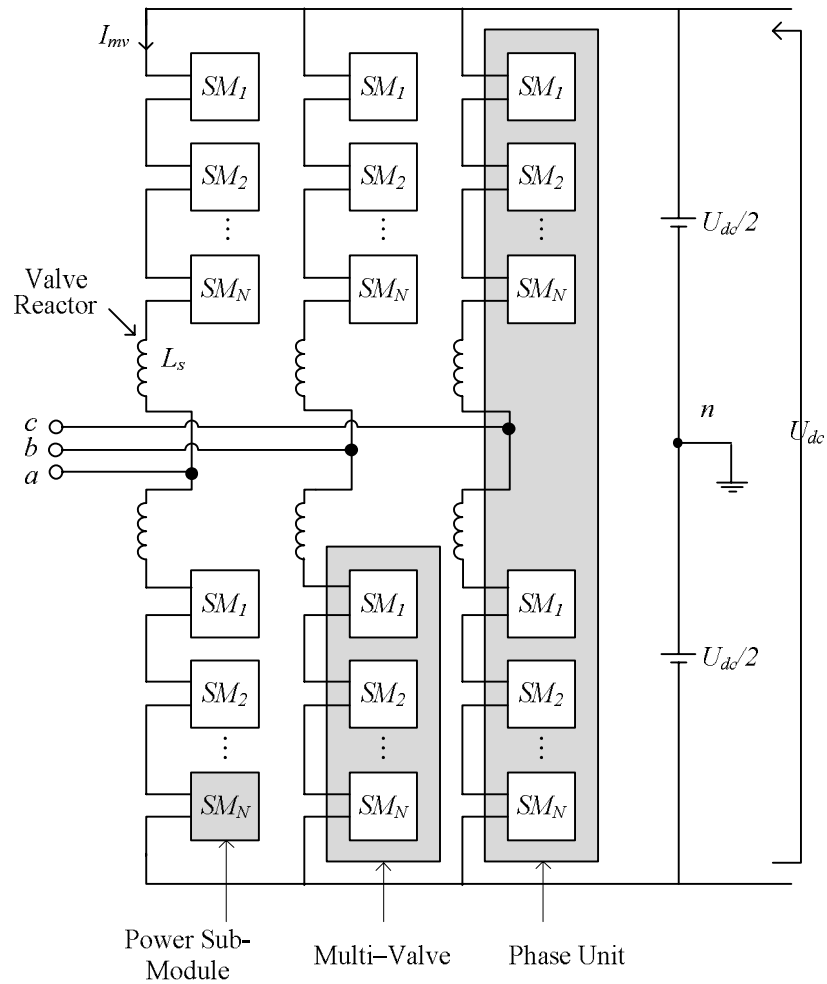 I_mv
SM_1 SM_1 SM_1
SM_2 SM_2 SM_2
U_dc/2
SM_N SM_N SM_N
Valve
Reactor
L_s
n
c
b
a
U_dc
SM_1 SM_1 SM_1
SM_2 SM_2 SM_2
U_dc/2
SM_N SM_N SM_N
Power Sub-
Module
Multi–Valve
Phase Unit